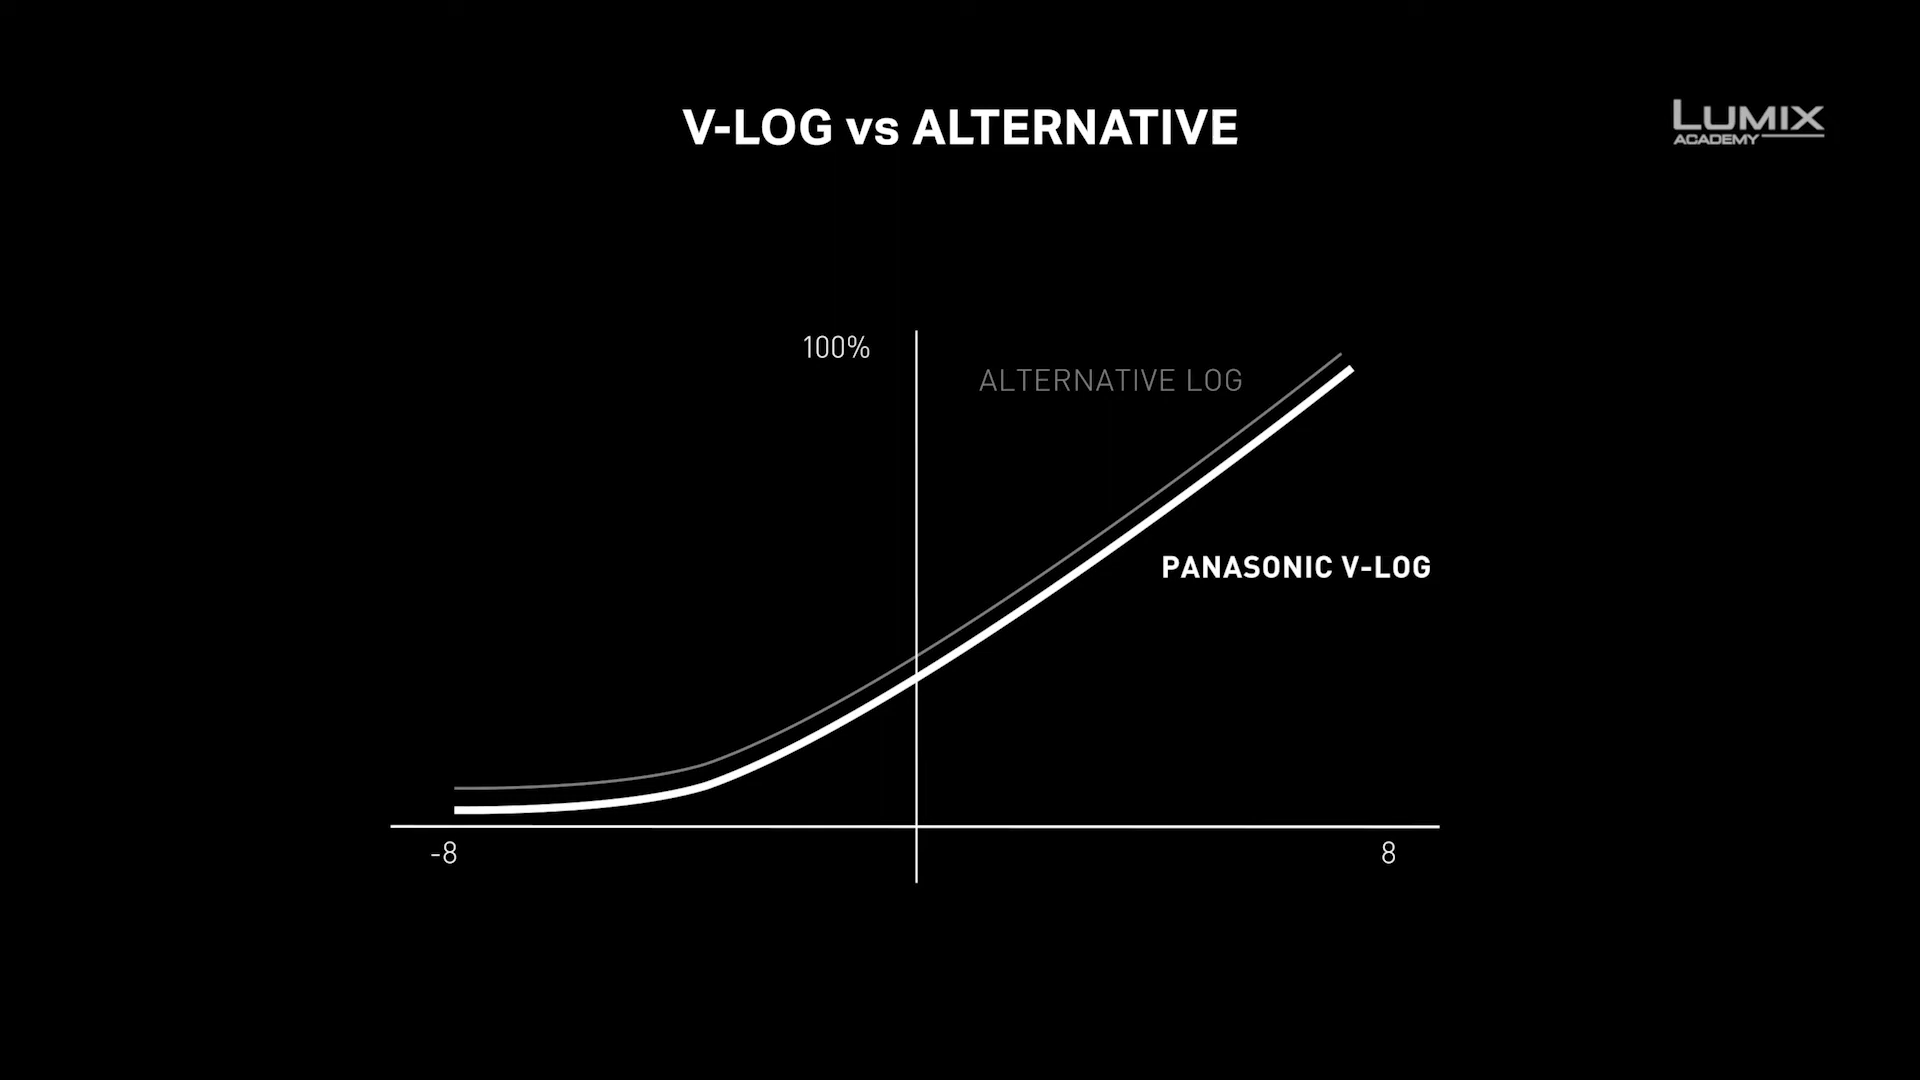 V-LOG vs ALTERNATIVE
LUMIX
ACADEMY
100%
ALTERNATIVE LOG
PANASONIC V-LOG
-8
8